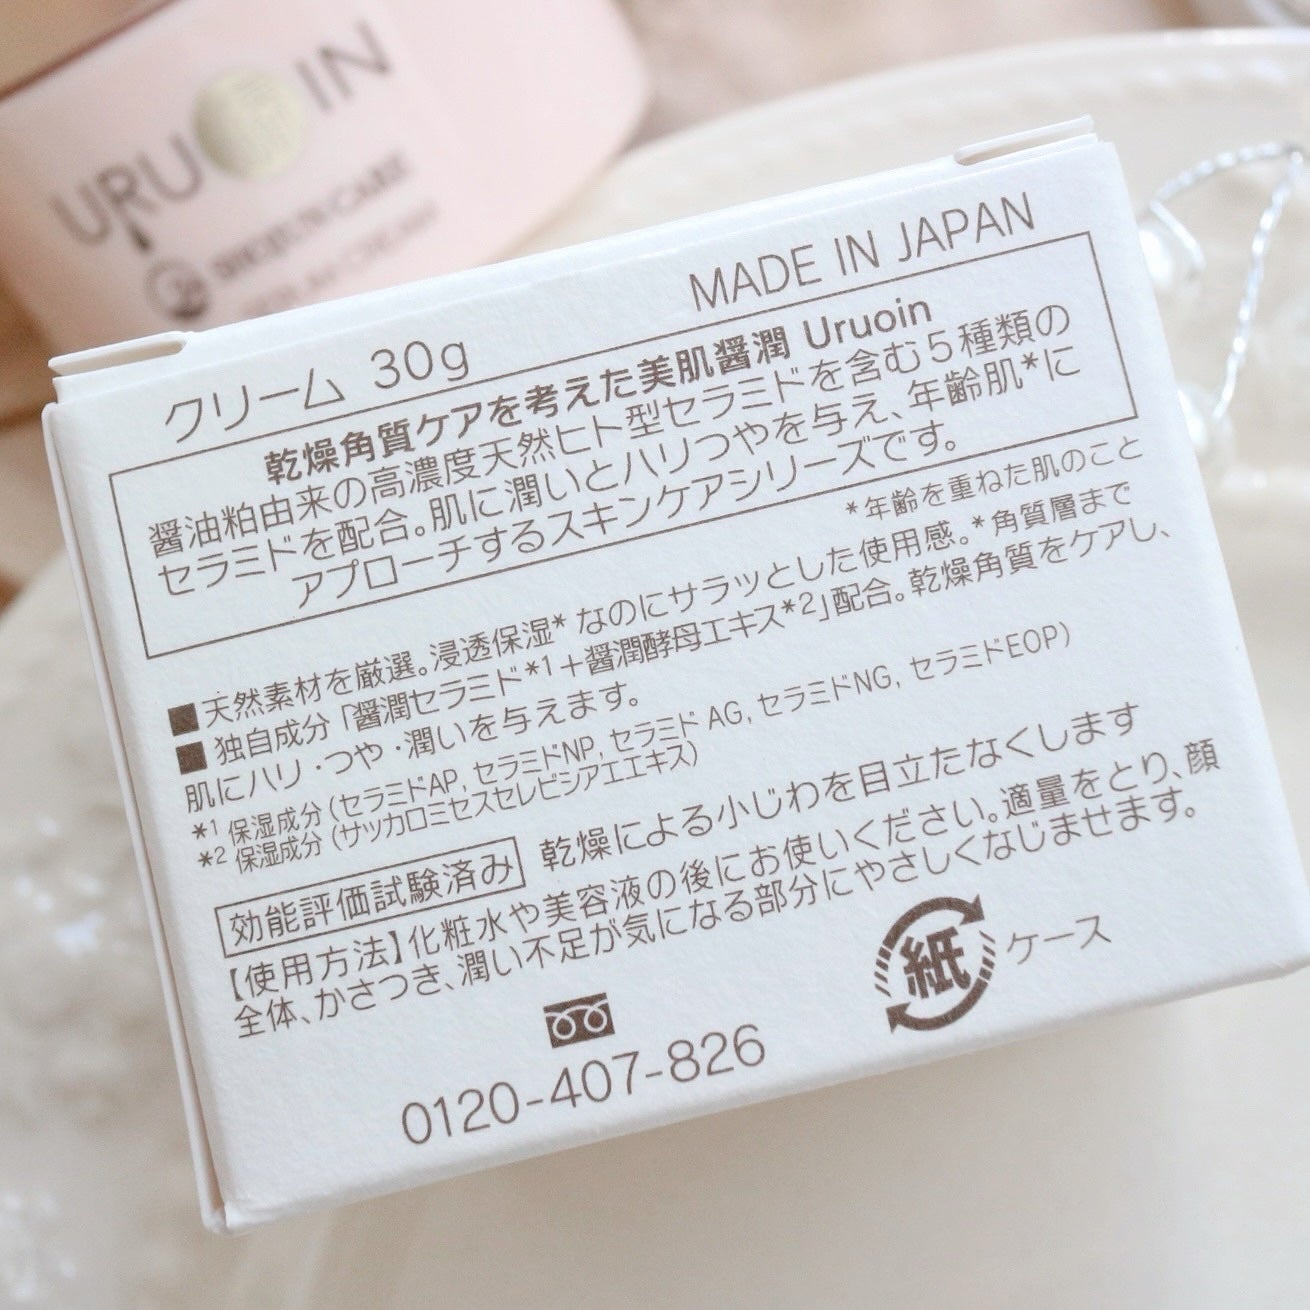 URUOIN
クリーム 30g
MADE IN JAPAN
乾燥角質ケアを考えた美肌醤潤 Uruoin
醤油粕由来の高濃度天然ヒト型セラミドを含む5種類の
セラミドを配合。肌に潤いとハリつやを与え、年齢肌*に
アプローチするスキンケアシリーズです。
*年齢を重ねた肌のこと
■天然素材を厳選。浸透保湿*なのにサラッとした使用感。*角質層まで
■独自成分「醤潤セラミド*1＋醤潤酵母エキス*2」配合。乾燥角質をケアし、
肌にハリ・つや・潤いを与えます。
*1 保湿成分(セラミドAP, セラミドNP, セラミド AG, セラミドNG, セラミドEOP)
*2 保湿成分(サッカロミセスセレビシアエエキス)
効能評価試験済み 乾燥による小じわを目立たなくします
【使用方法】化粧水や美容液の後にお使いください。適量をとり、顔
全体、かさつき、潤い不足が気になる部分にやさしくなじませます。
紙 ケース
0120-407-826